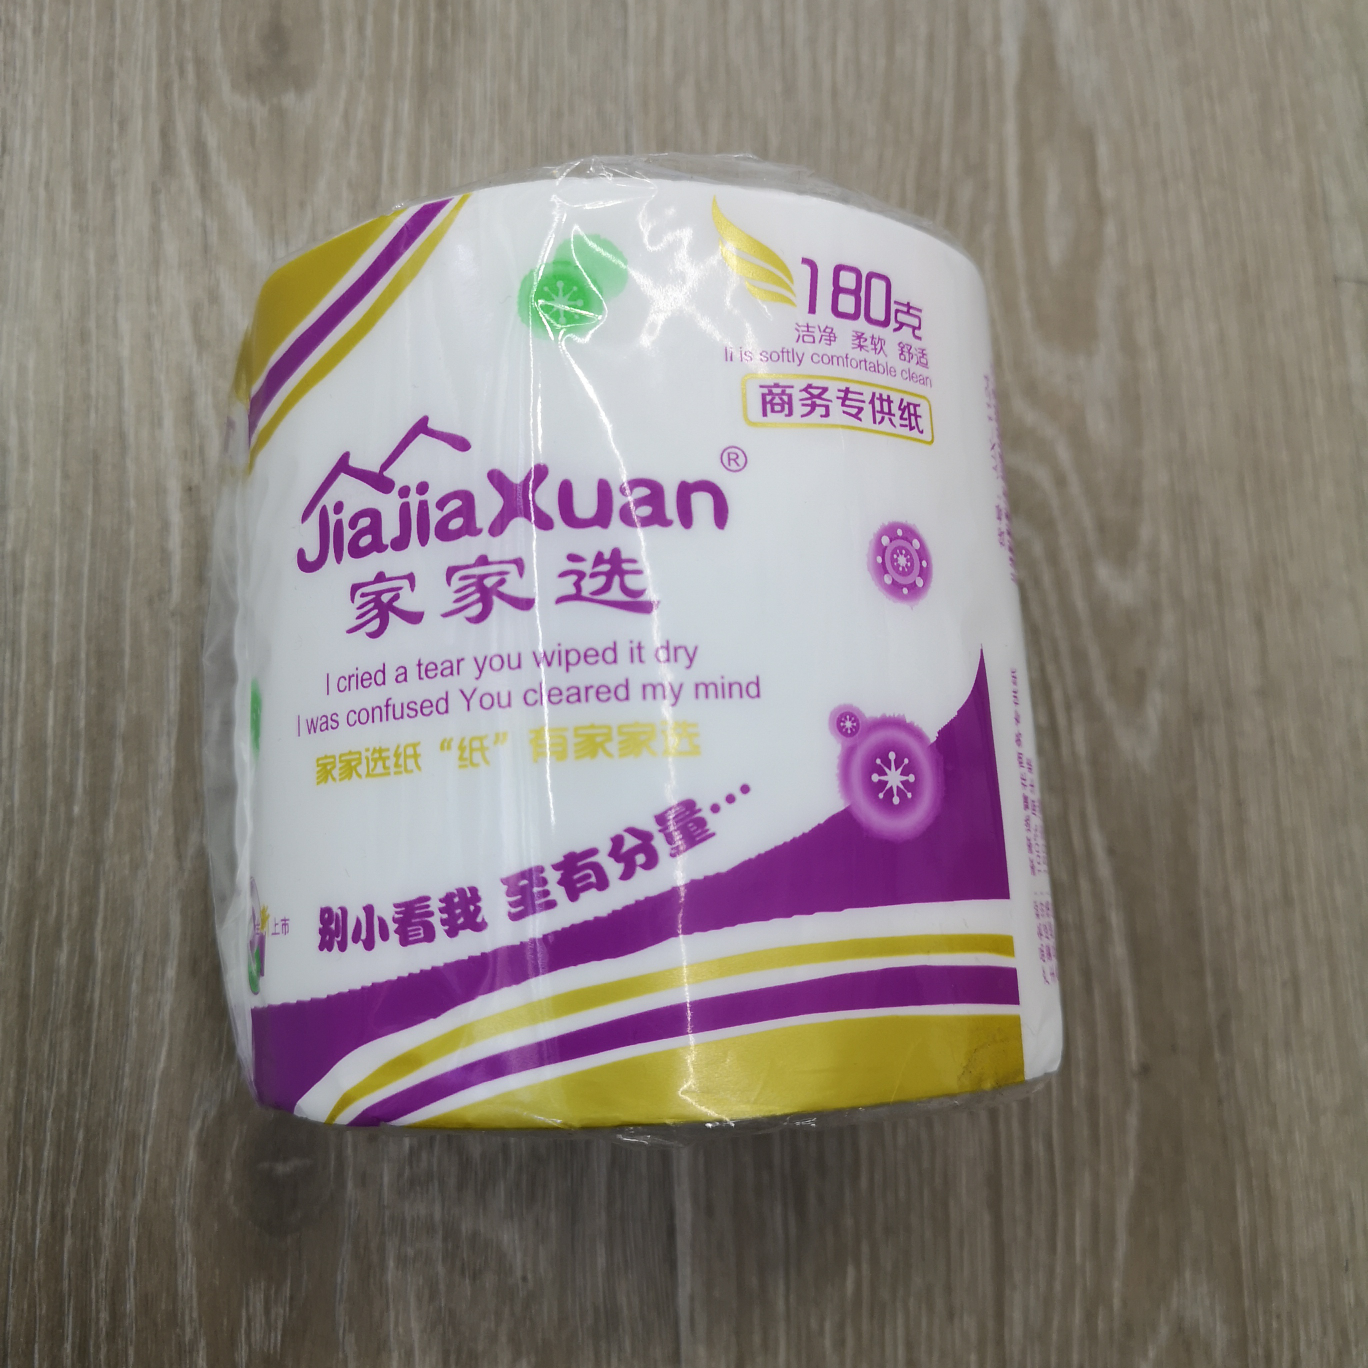 180克
洁净 柔软 舒适
It is softly comfortable clean
商务专供纸
JiajiaXuan®
家家选
I cried a tear you wiped it dry
I was confused You cleared my mind
家家选纸“纸”有家家选
别小看我 至有分量…
上市